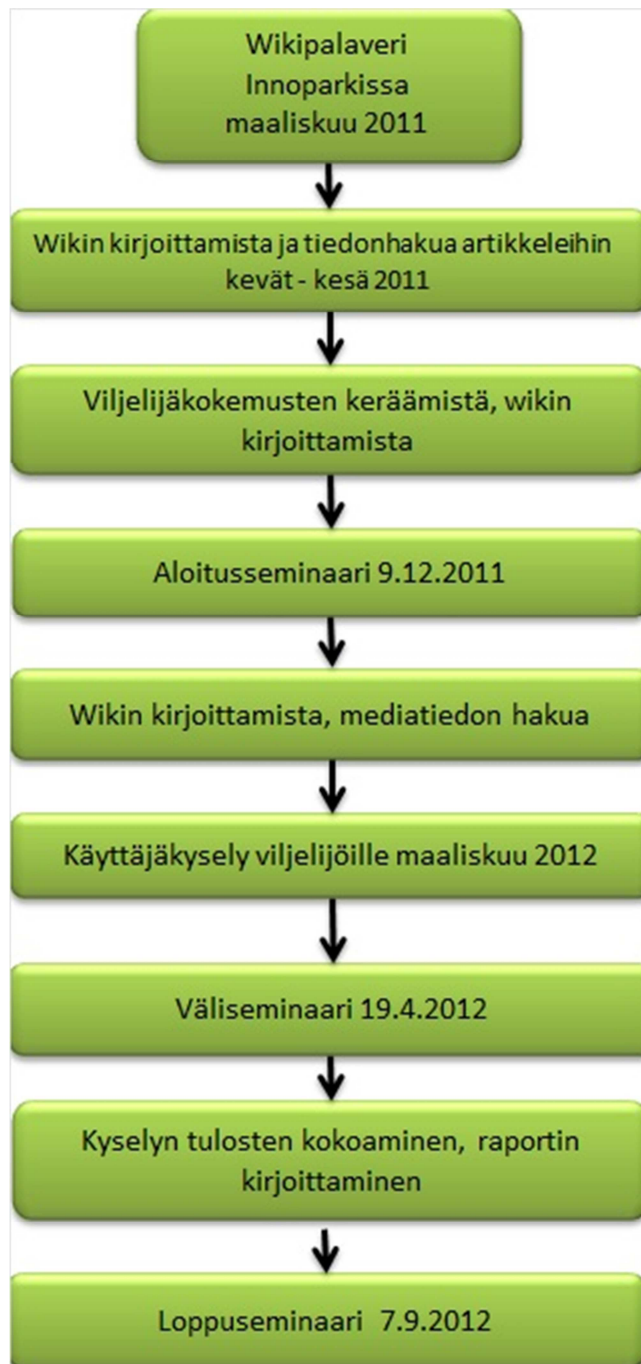 Wikipalaveri
Innoparkissa
maaliskuu 2011
Wikin kirjoittamista ja tiedonhakua artikkeleihin
kevät - kesä 2011
Viljelijäkokemusten keräämistä, wikin
kirjoittamista
Aloitusseminaari 9.12.2011
Wikin kirjoittamista, mediatiedon hakua
Käyttäjäkysely viljelijöille maaliskuu 2012
Väliseminaari 19.4.2012
Kyselyn tulosten kokoaminen, raportin
kirjoittaminen
Loppuseminaari 7.9.2012